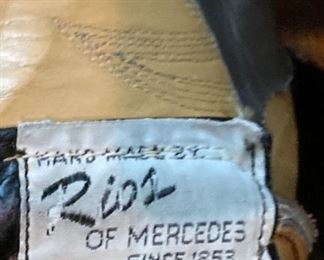 HAND MADE BY
Rios
OF MERCEDES
SINCE 1853